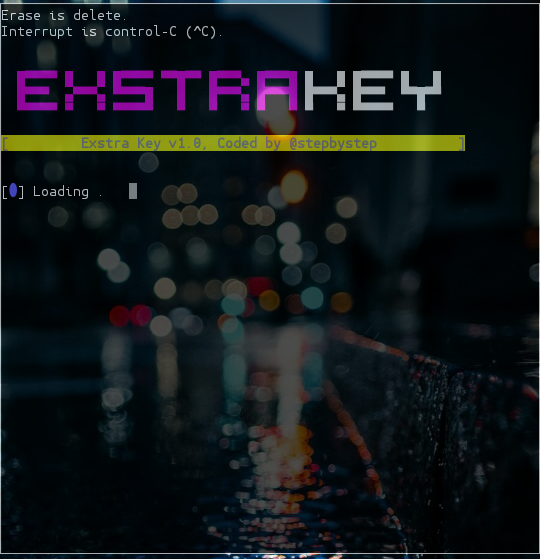 Erase is delete.
Interrupt is control-C (^C).
EXSTRAKEY
[ Exstra Key v1.0, Coded by @stepbystep ]
[0] Loading .